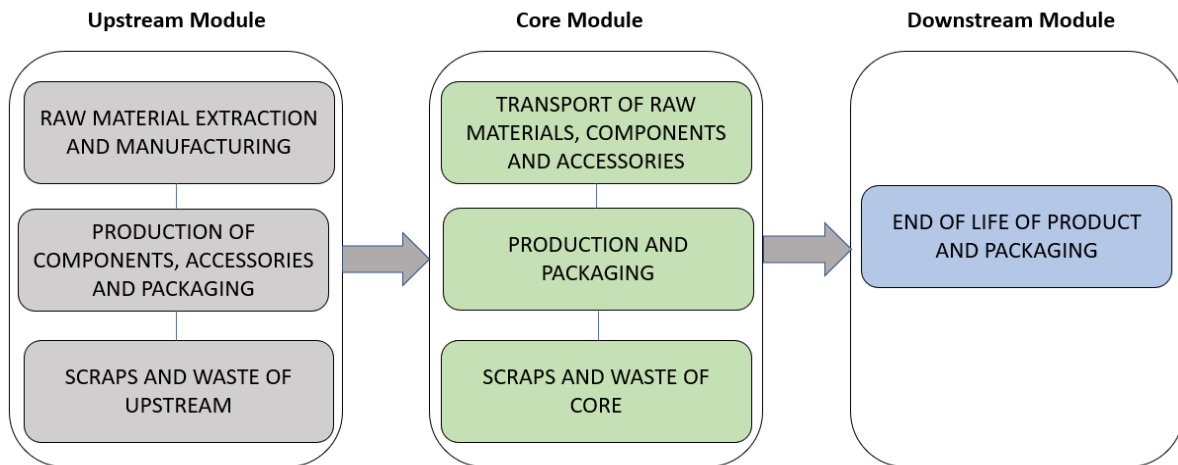 Upstream Module
RAW MATERIAL EXTRACTION
AND MANUFACTURING
PRODUCTION OF
COMPONENTS, ACCESSORIES
AND PACKAGING
SCRAPS AND WASTE OF
UPSTREAM
Core Module
TRANSPORT OF RAW
MATERIALS, COMPONENTS
AND ACCESSORIES
PRODUCTION AND
PACKAGING
SCRAPS AND WASTE OF
CORE
Downstream Module
END OF LIFE OF PRODUCT
AND PACKAGING